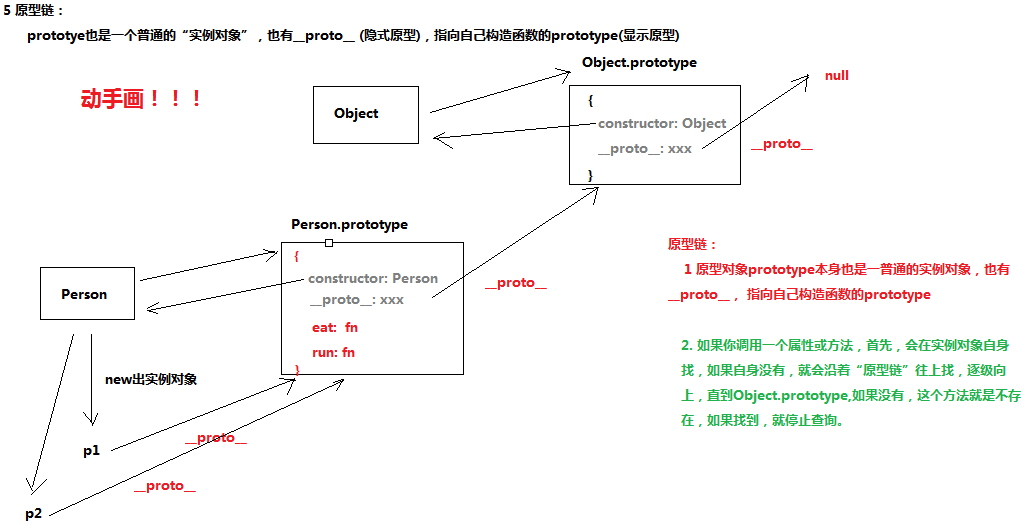 5 原型链：
prototye也是一个普通的“实例对象”，也有__proto__ (隐式原型)，指向自己构造函数的prototype(显示原型)
动手画！！！
Object
Object.prototype
{
constructor: Object
__proto__: xxx
}
null
__proto__
Person.prototype
{
constructor: Person
__proto__: xxx
eat:  fn
run: fn
}
__proto__
Person
new出实例对象
p1
__proto__
p2
__proto__
原型链：
1 原型对象prototype本身也是一普通的实例对象，也有
__proto__ ，指向自己构造函数的prototype
2. 如果你调用一个属性或方法，首先，会在实例对象自身
找，如果自身没有，就会沿着“原型链”往上找，逐级向
上，直到Object.prototype,如果没有，这个方法就是不存
在，如果找到，就停止查询。